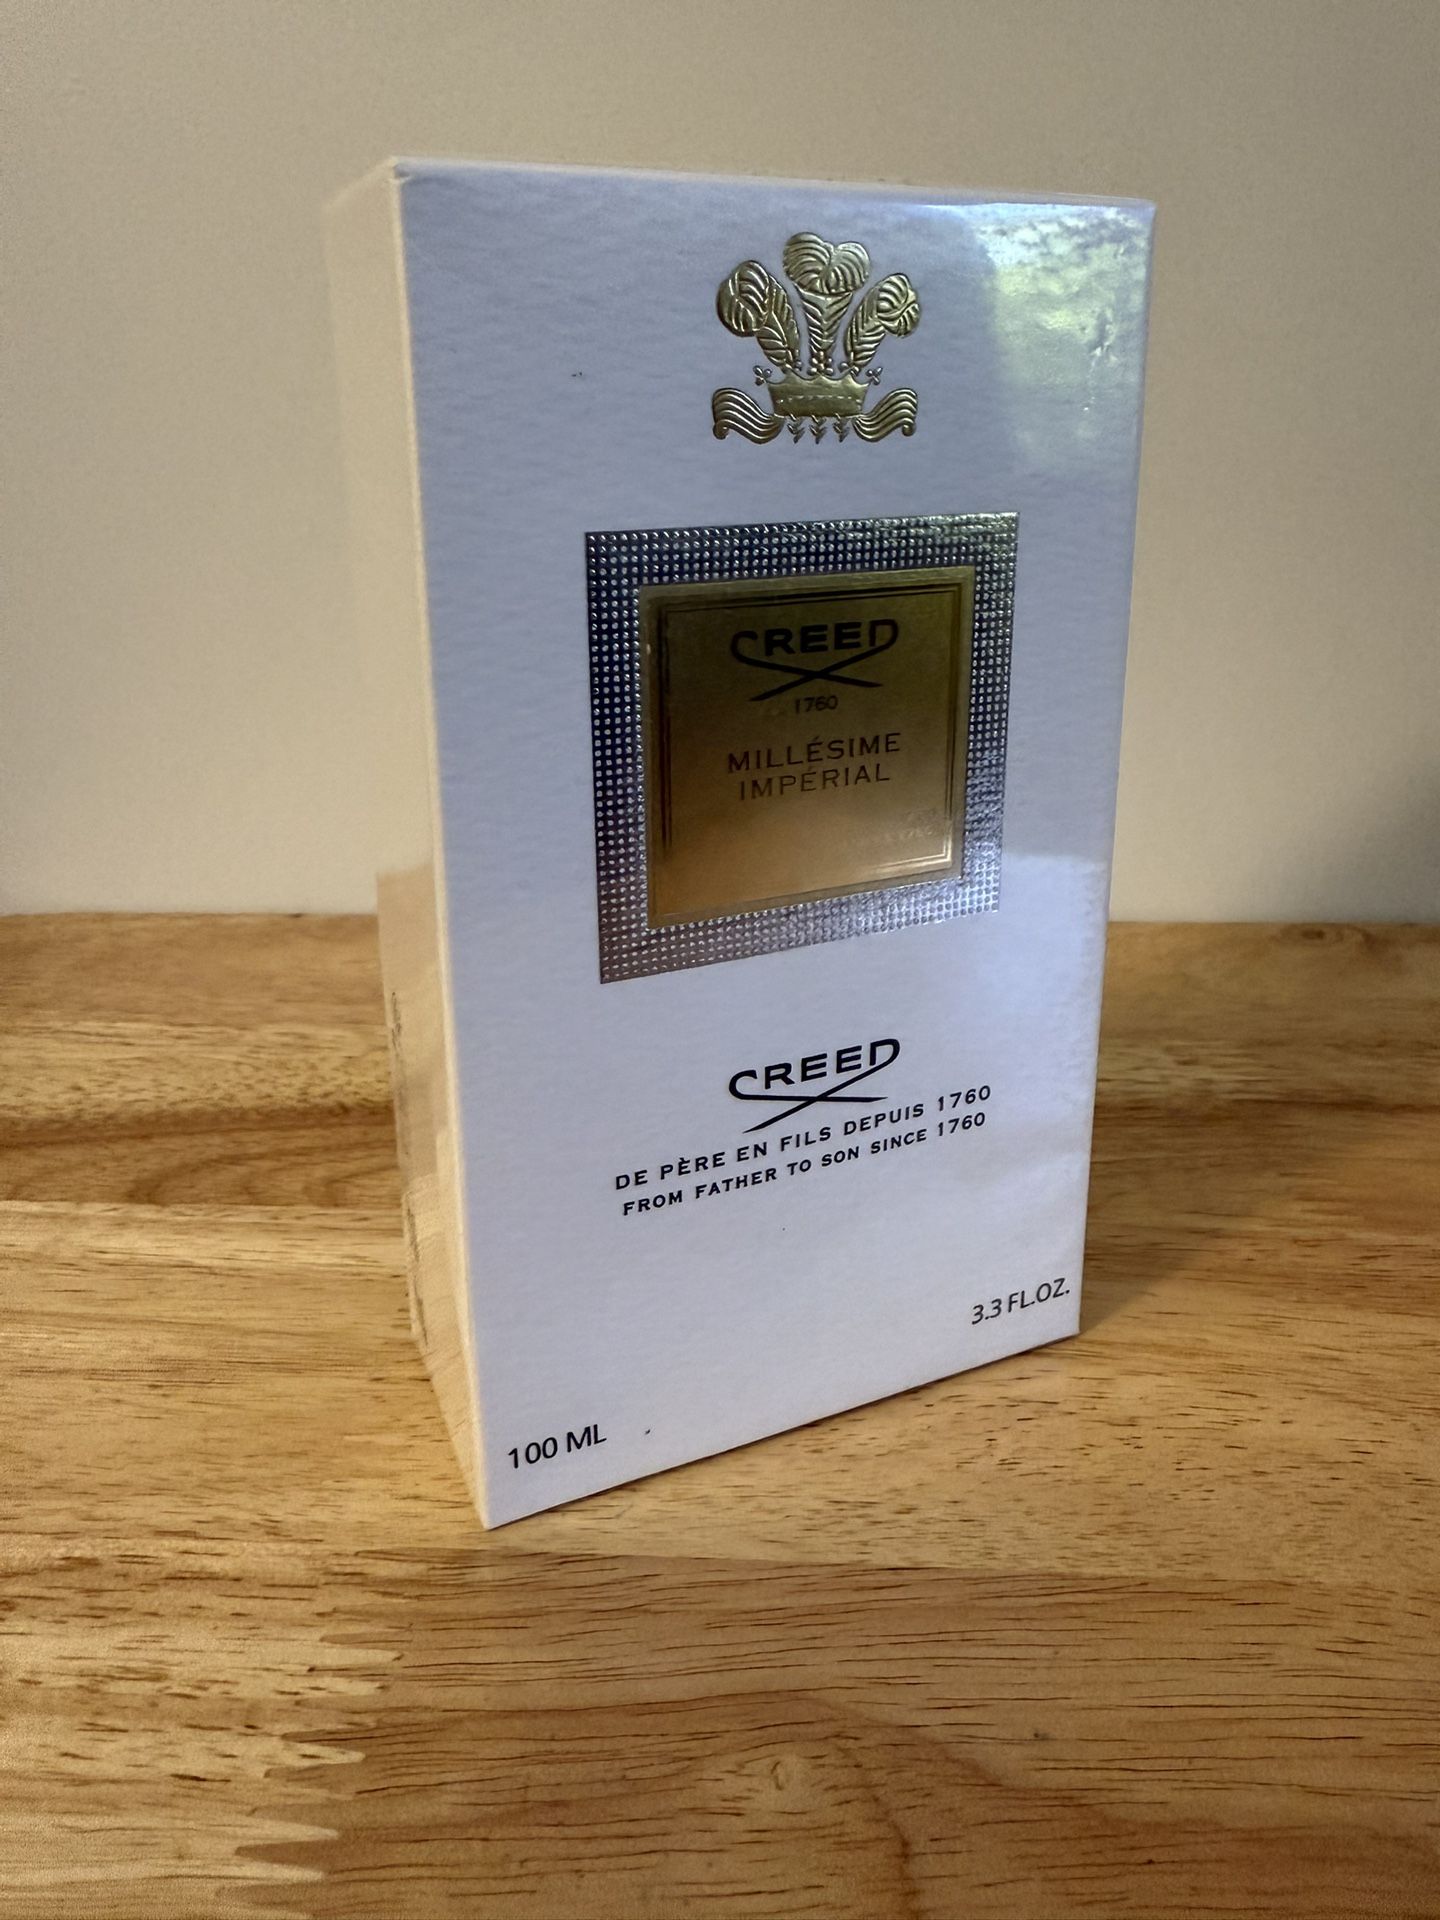 CREED
1760
MILLÉSIME
IMPÉRIAL
CREED
DE PÈRE EN FILS DEPUIS 1760
FROM FATHER TO SON SINCE 1760
3.3 FL.OZ.
100 ML